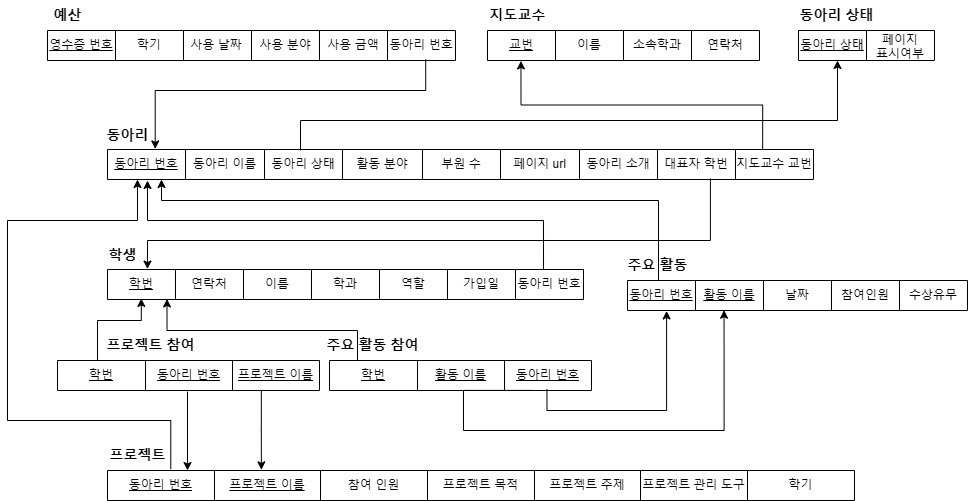 예산
영수증 번호 학기 사용 날짜 사용 분야 사용 금액 동아리 번호
지도교수
교번 이름 소속학과 연락처
동아리 상태
동아리 상태 페이지
표시여부
동아리
동아리 번호 동아리 이름 동아리 상태 활동 분야 부원 수 페이지 url 동아리 소개 대표자 학번 지도교수 교번
학생
학번 연락처 이름 학과 역할 가입일 동아리 번호
주요 활동
동아리 번호 활동 이름 날짜 참여인원 수상유무
프로젝트 참여
학번 동아리 번호 프로젝트 이름
주요 활동 참여
학번 활동 이름 동아리 번호
프로젝트
동아리 번호 프로젝트 이름 참여 인원 프로젝트 목적 프로젝트 주제 프로젝트 관리 도구 학기